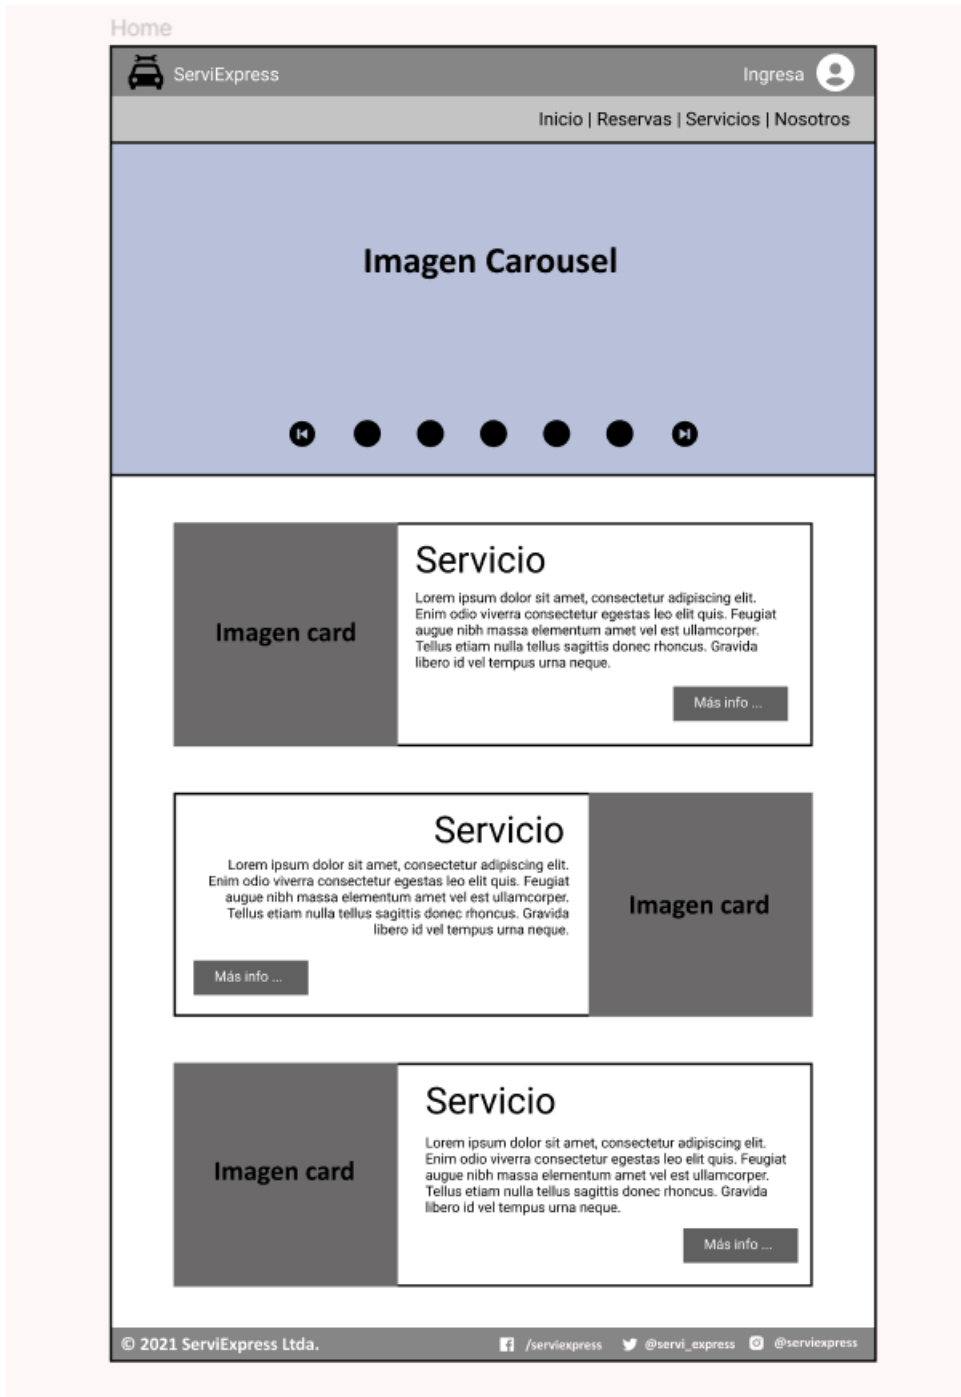 Home
ServiExpress
Ingresa
Inicio | Reservas | Servicios | Nosotros
Imagen Carousel
Imagen card
Servicio
Lorem ipsum dolor sit amet, consectetur adipiscing elit.
Enim odio viverra consectetur egestas leo elit quis. Feugiat
augue nibh massa elementum amet vel est ullamcorper.
Tellus etiam nulla tellus sagittis donec rhoncus. Gravida
libero id vel tempus urna neque.
Más info ...
Servicio
Lorem ipsum dolor sit amet, consectetur adipiscing elit.
Enim odio viverra consectetur egestas leo elit quis. Feugiat
augue nibh massa elementum amet vel est ullamcorper.
Tellus etiam nulla tellus sagittis donec rhoncus. Gravida
libero id vel tempus urna neque.
Más info ...
Imagen card
Imagen card
Servicio
Lorem ipsum dolor sit amet, consectetur adipiscing elit.
Enim odio viverra consectetur egestas leo elit quis. Feugiat
augue nibh massa elementum amet vel est ullamcorper.
Tellus etiam nulla tellus sagittis donec rhoncus. Gravida
libero id vel tempus urna neque.
Más info ...
© 2021 ServiExpress Ltda.
/serviexpress
@servi_express
@serviexpress